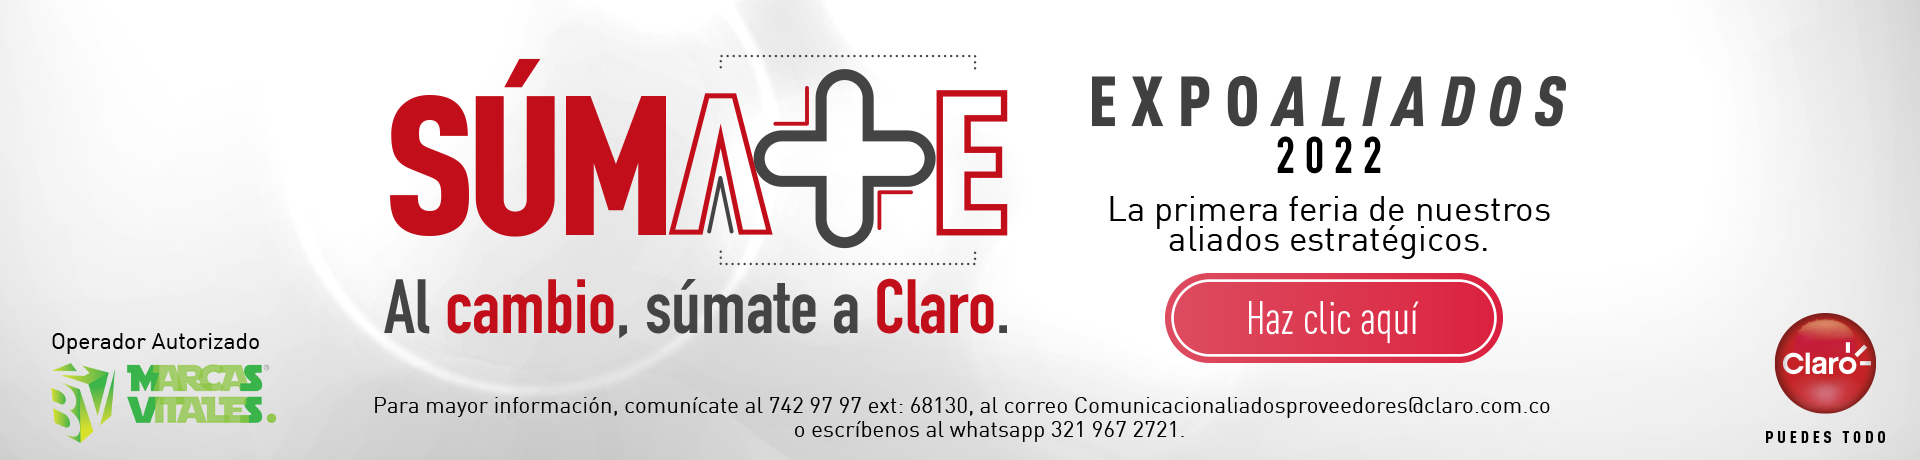 SÚMATE
Al cambio, súmate a Claro.
EXPOALIADOS
2022
La primera feria de nuestros
aliados estratégicos.
Haz clic aquí
Operador Autorizado
BV MARCAS
VITALES.
Para mayor información, comunícate al 742 97 97 ext: 68130, al correo Comunicacionaliadosproveedores@claro.com.co
o escríbenos al whatsapp 321 967 2721.
Claro
PUEDES TODO